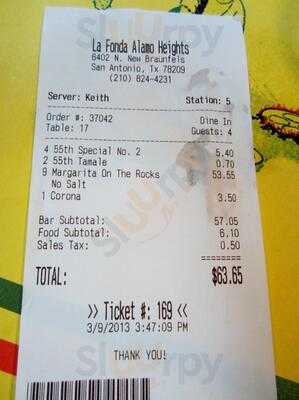 La Fonda Alamo Heights
6402 N. New Braunfels
San Antonio, Tx 78209
(210) 824-4231
Server: Keith Station: 5
Order #: 37042 Dine In
Table: 17 Guests: 4
4 55th Special No. 2 5.40
2 55th Tamale 0.70
9 Margarita On The Rocks 53.55
No Salt
1 Corona 3.50
Bar Subtotal: 57.05
Food Subtotal: 6.10
Sales Tax: 0.50
========
TOTAL: $63.65
>> Ticket #: 169 <<
3/9/2013 3:47:09 PM
THANK YOU!
Sluurpy